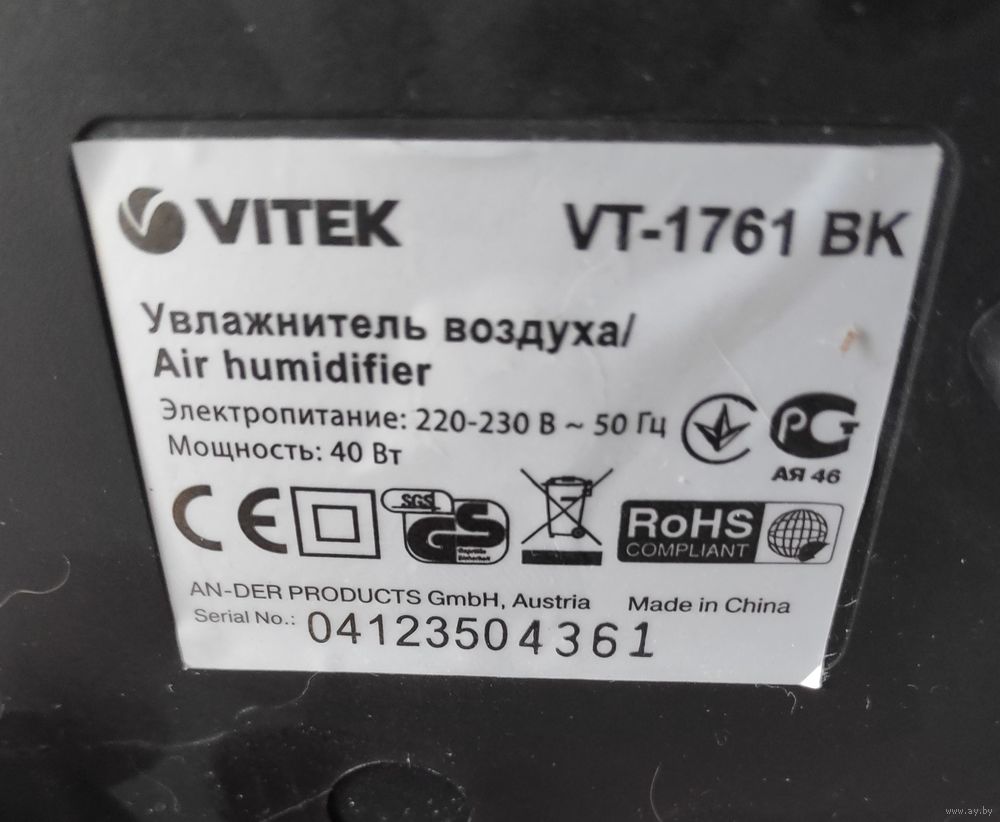 VITEK VT-1761 BK
Увлажнитель воздуха/
Air humidifier
Электропитание: 220-230 В ~ 50 Гц
Мощность: 40 Вт
РС
АЯ 46
CE SGS GS RoHS
COMPLIANT
AN-DER PRODUCTS GmbH, Austria Made in China
Serial No.: 04123504361
www.ay.by